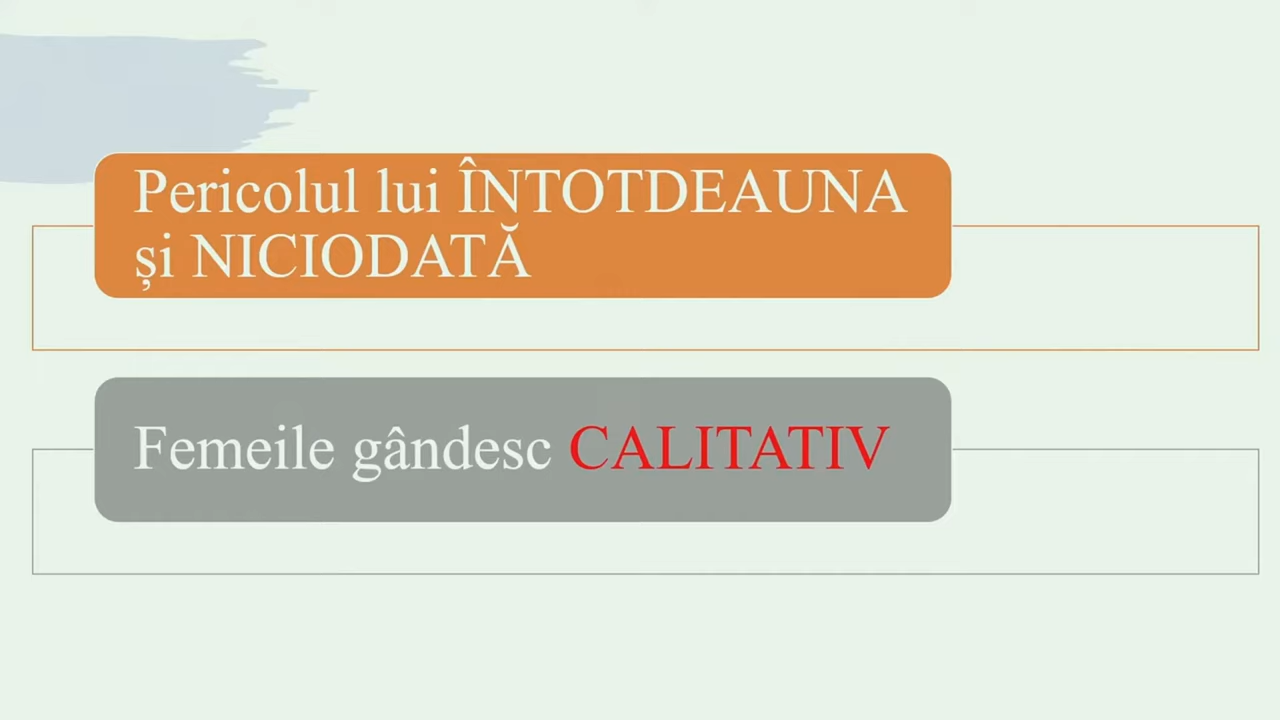 Pericolul lui ÎNTOTDEAUNA
și NICIODATĂ
Femeile gândesc CALITATIV